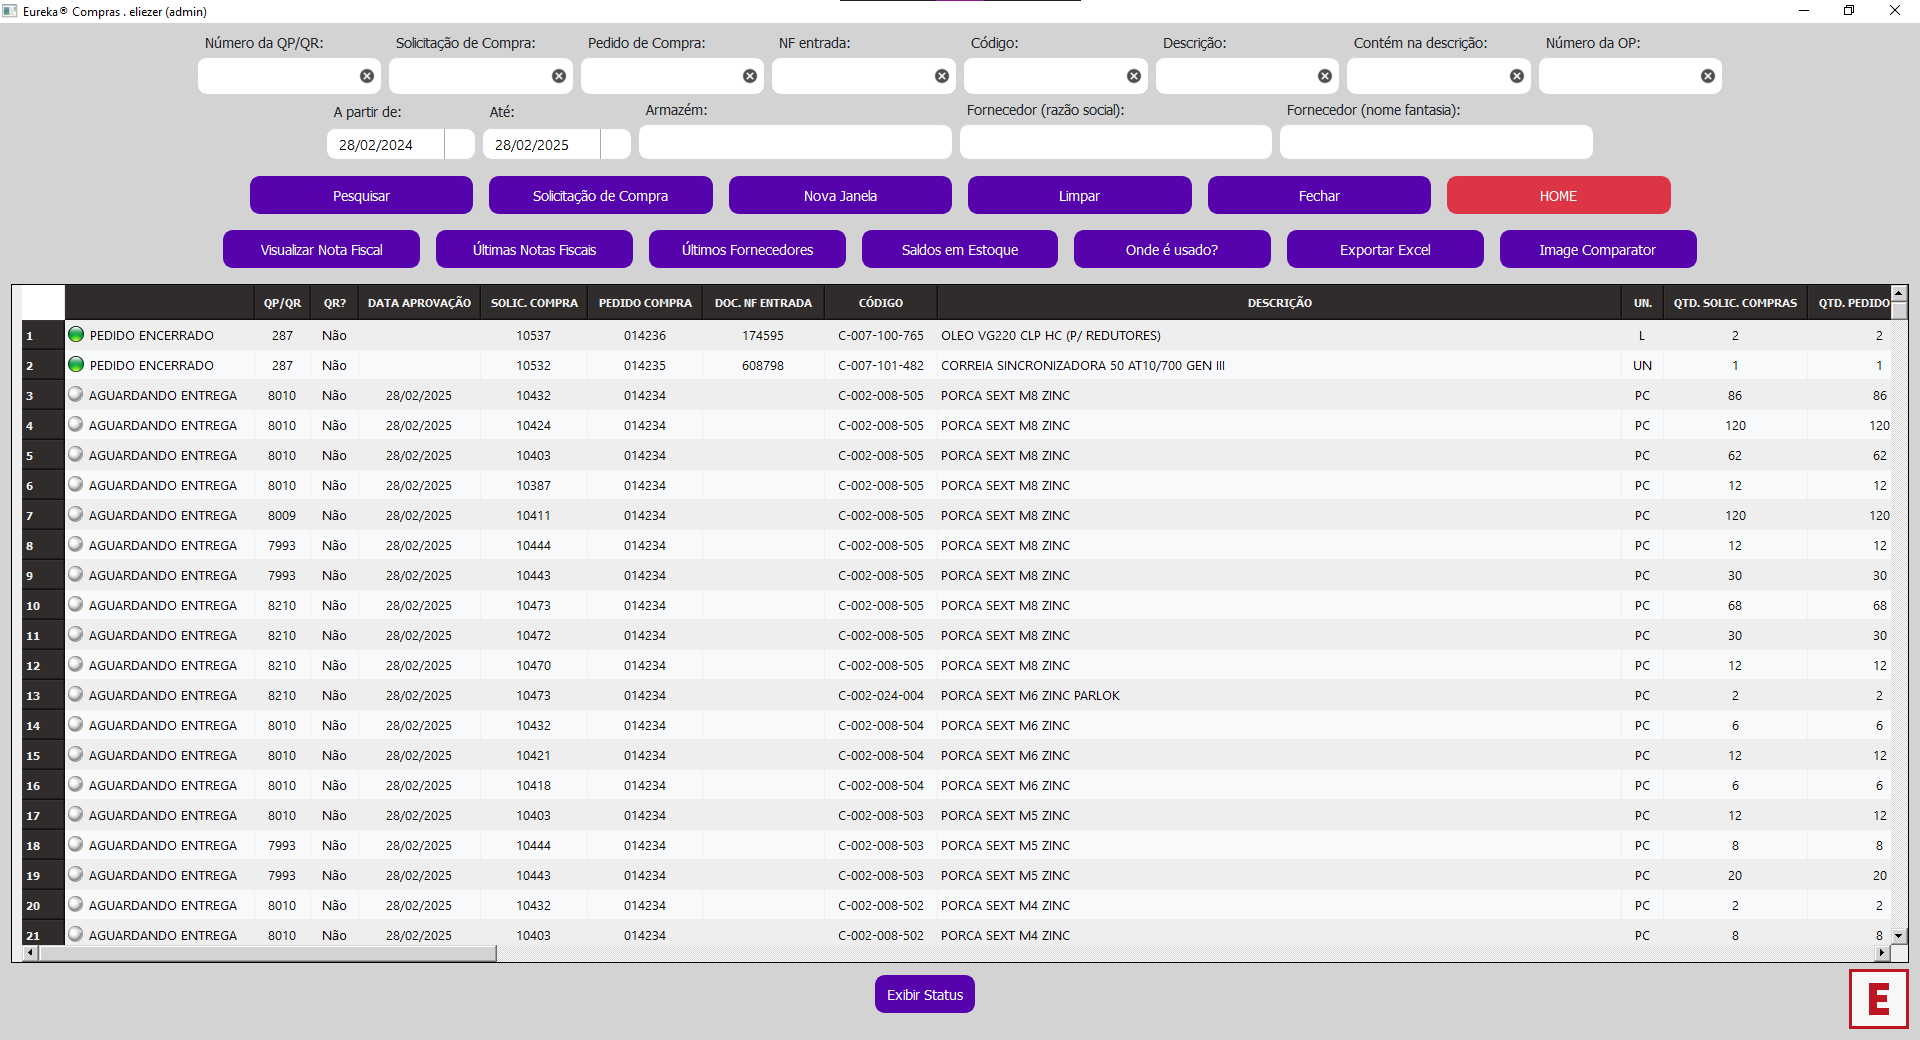 Eureka® Compras . eliezer (admin)
Número da QP/QR: Solicitação de Compra: Pedido de Compra: NF entrada: Código: Descrição: Contém na descrição: Número da OP:
A partir de: Até: Armazém: Fornecedor (razão social): Fornecedor (nome fantasia):
28/02/2024 28/02/2025
Pesquisar Solicitação de Compra Nova Janela Limpar Fechar HOME
Visualizar Nota Fiscal Últimas Notas Fiscais Últimos Fornecedores Saldos em Estoque Onde é usado? Exportar Excel Image Comparator
QP/QR QR? DATA APROVAÇÃO SOLIC. COMPRA PEDIDO COMPRA DOC. NF ENTRADA CÓDIGO DESCRIÇÃO UN. QTD. SOLIC. COMPRAS QTD. PEDIDO
1 PEDIDO ENCERRADO 287 Não 10537 014236 174595 C-007-100-765 OLEO VG220 CLP HC (P/ REDUTORES) L 2 2
2 PEDIDO ENCERRADO 287 Não 10532 014235 608798 C-007-101-482 CORREIA SINCRONIZADORA 50 AT10/700 GEN III UN 1 1
3 AGUARDANDO ENTREGA 8010 Não 28/02/2025 10432 014234 C-002-008-505 PORCA SEXT M8 ZINC PC 86 86
4 AGUARDANDO ENTREGA 8010 Não 28/02/2025 10424 014234 C-002-008-505 PORCA SEXT M8 ZINC PC 120 120
5 AGUARDANDO ENTREGA 8010 Não 28/02/2025 10403 014234 C-002-008-505 PORCA SEXT M8 ZINC PC 62 62
6 AGUARDANDO ENTREGA 8010 Não 28/02/2025 10387 014234 C-002-008-505 PORCA SEXT M8 ZINC PC 12 12
7 AGUARDANDO ENTREGA 8009 Não 28/02/2025 10411 014234 C-002-008-505 PORCA SEXT M8 ZINC PC 120 120
8 AGUARDANDO ENTREGA 7993 Não 28/02/2025 10444 014234 C-002-008-505 PORCA SEXT M8 ZINC PC 12 12
9 AGUARDANDO ENTREGA 7993 Não 28/02/2025 10443 014234 C-002-008-505 PORCA SEXT M8 ZINC PC 30 30
10 AGUARDANDO ENTREGA 8210 Não 28/02/2025 10473 014234 C-002-008-505 PORCA SEXT M8 ZINC PC 68 68
11 AGUARDANDO ENTREGA 8210 Não 28/02/2025 10472 014234 C-002-008-505 PORCA SEXT M8 ZINC PC 30 30
12 AGUARDANDO ENTREGA 8210 Não 28/02/2025 10470 014234 C-002-008-505 PORCA SEXT M8 ZINC PC 12 12
13 AGUARDANDO ENTREGA 8210 Não 28/02/2025 10473 014234 C-002-024-004 PORCA SEXT M6 ZINC PARLOK PC 2 2
14 AGUARDANDO ENTREGA 8010 Não 28/02/2025 10432 014234 C-002-008-504 PORCA SEXT M6 ZINC PC 6 6
15 AGUARDANDO ENTREGA 8010 Não 28/02/2025 10421 014234 C-002-008-504 PORCA SEXT M6 ZINC PC 12 12
16 AGUARDANDO ENTREGA 8010 Não 28/02/2025 10418 014234 C-002-008-504 PORCA SEXT M6 ZINC PC 6 6
17 AGUARDANDO ENTREGA 8010 Não 28/02/2025 10403 014234 C-002-008-503 PORCA SEXT M5 ZINC PC 12 12
18 AGUARDANDO ENTREGA 7993 Não 28/02/2025 10444 014234 C-002-008-503 PORCA SEXT M5 ZINC PC 8 8
19 AGUARDANDO ENTREGA 7993 Não 28/02/2025 10443 014234 C-002-008-503 PORCA SEXT M5 ZINC PC 20 20
20 AGUARDANDO ENTREGA 8010 Não 28/02/2025 10432 014234 C-002-008-502 PORCA SEXT M4 ZINC PC 2 2
21 AGUARDANDO ENTREGA 8010 Não 28/02/2025 10403 014234 C-002-008-502 PORCA SEXT M4 ZINC PC 8 8
Exibir Status
E